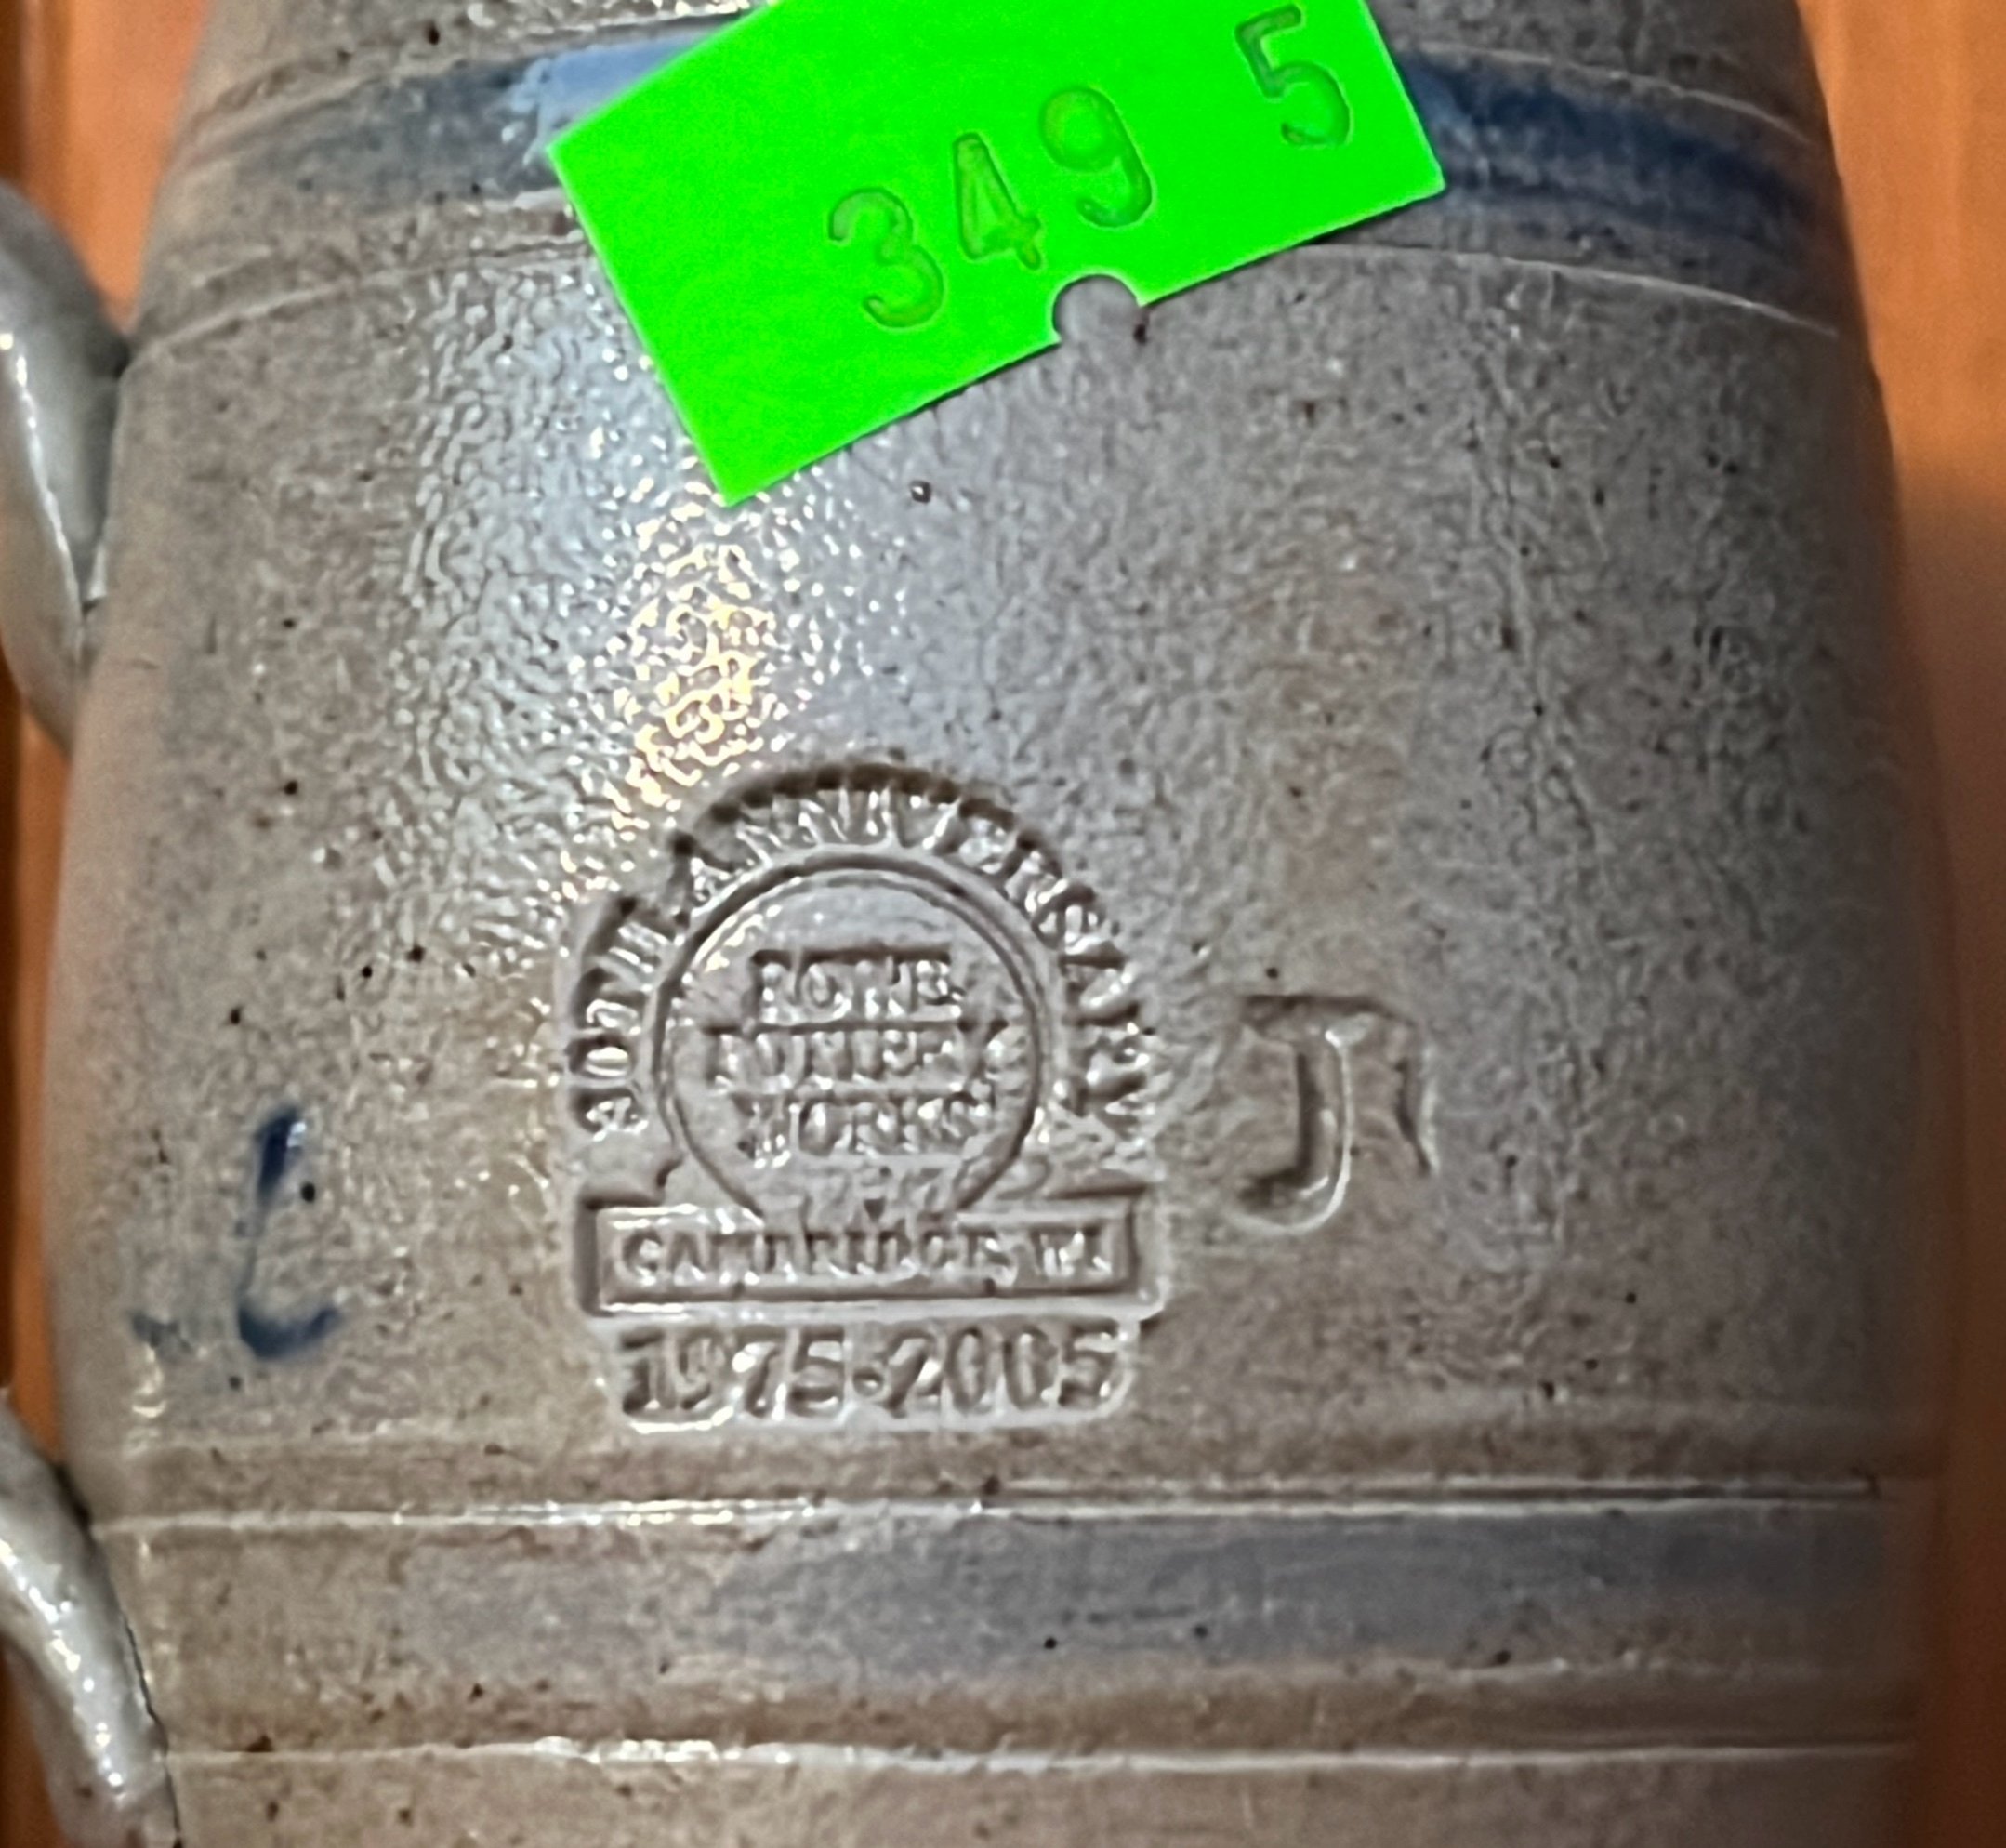 349 5
30TH ANNIVERSARY
ROWE
POTTERY
WORKS
CAMBRIDGE, WI
1975-2005
J